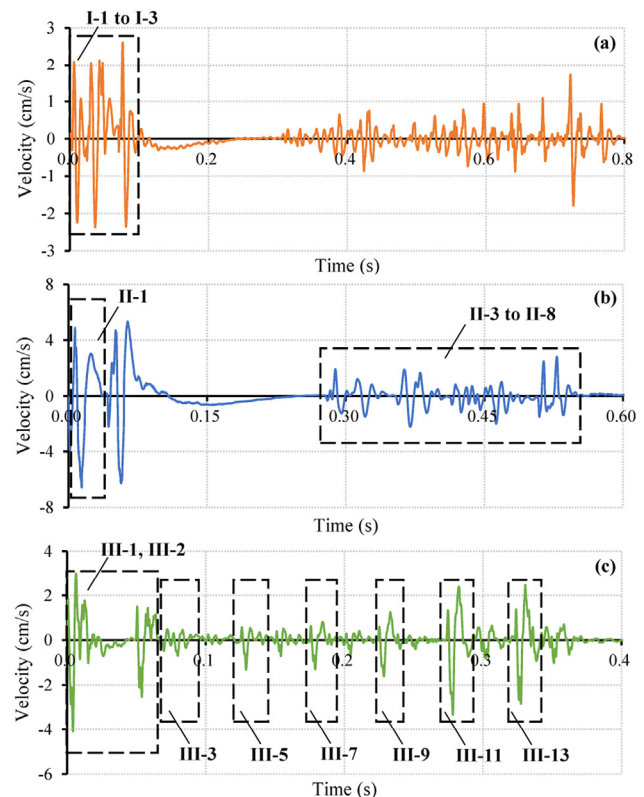 I-1 to I-3
(a)
3
2
1
0
-1
-2
-3
0.0
0.2
0.4
0.6
0.8
Velocity (cm/s)
Time (s)
(b)
II-1
II-3 to II-8
8
4
0
-4
-8
0.00
0.15
0.30
0.45
0.60
Velocity (cm/s)
Time (s)
(c)
III-1, III-2
4
2
0
-2
-4
-6
0.0
0.1
0.2
0.3
0.4
III-3
III-5
III-7
III-9
III-11
III-13
Velocity (cm/s)
Time (s)